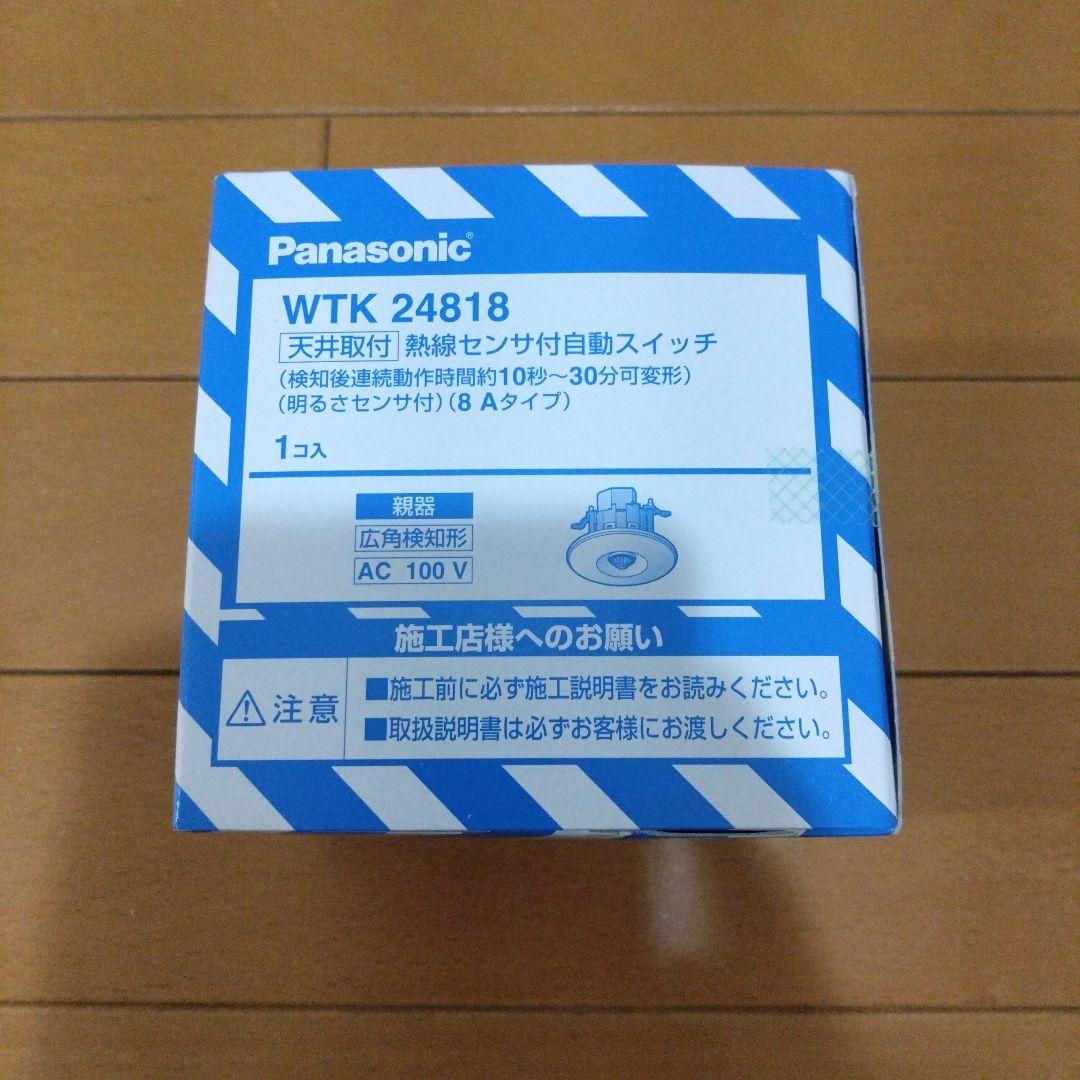 Panasonic®
WTK 24818
天井取付 熱線センサ付自動スイッチ
(検知後連続動作時間約10秒〜30分可変形)
(明るさセンサ付)(8 Aタイプ)
1コ入
親器
広角検知形
AC 100 V
施工店様へのお願い
注意
■施工前に必ず施工説明書をお読みください。
■取扱説明書は必ずお客様にお渡しください。